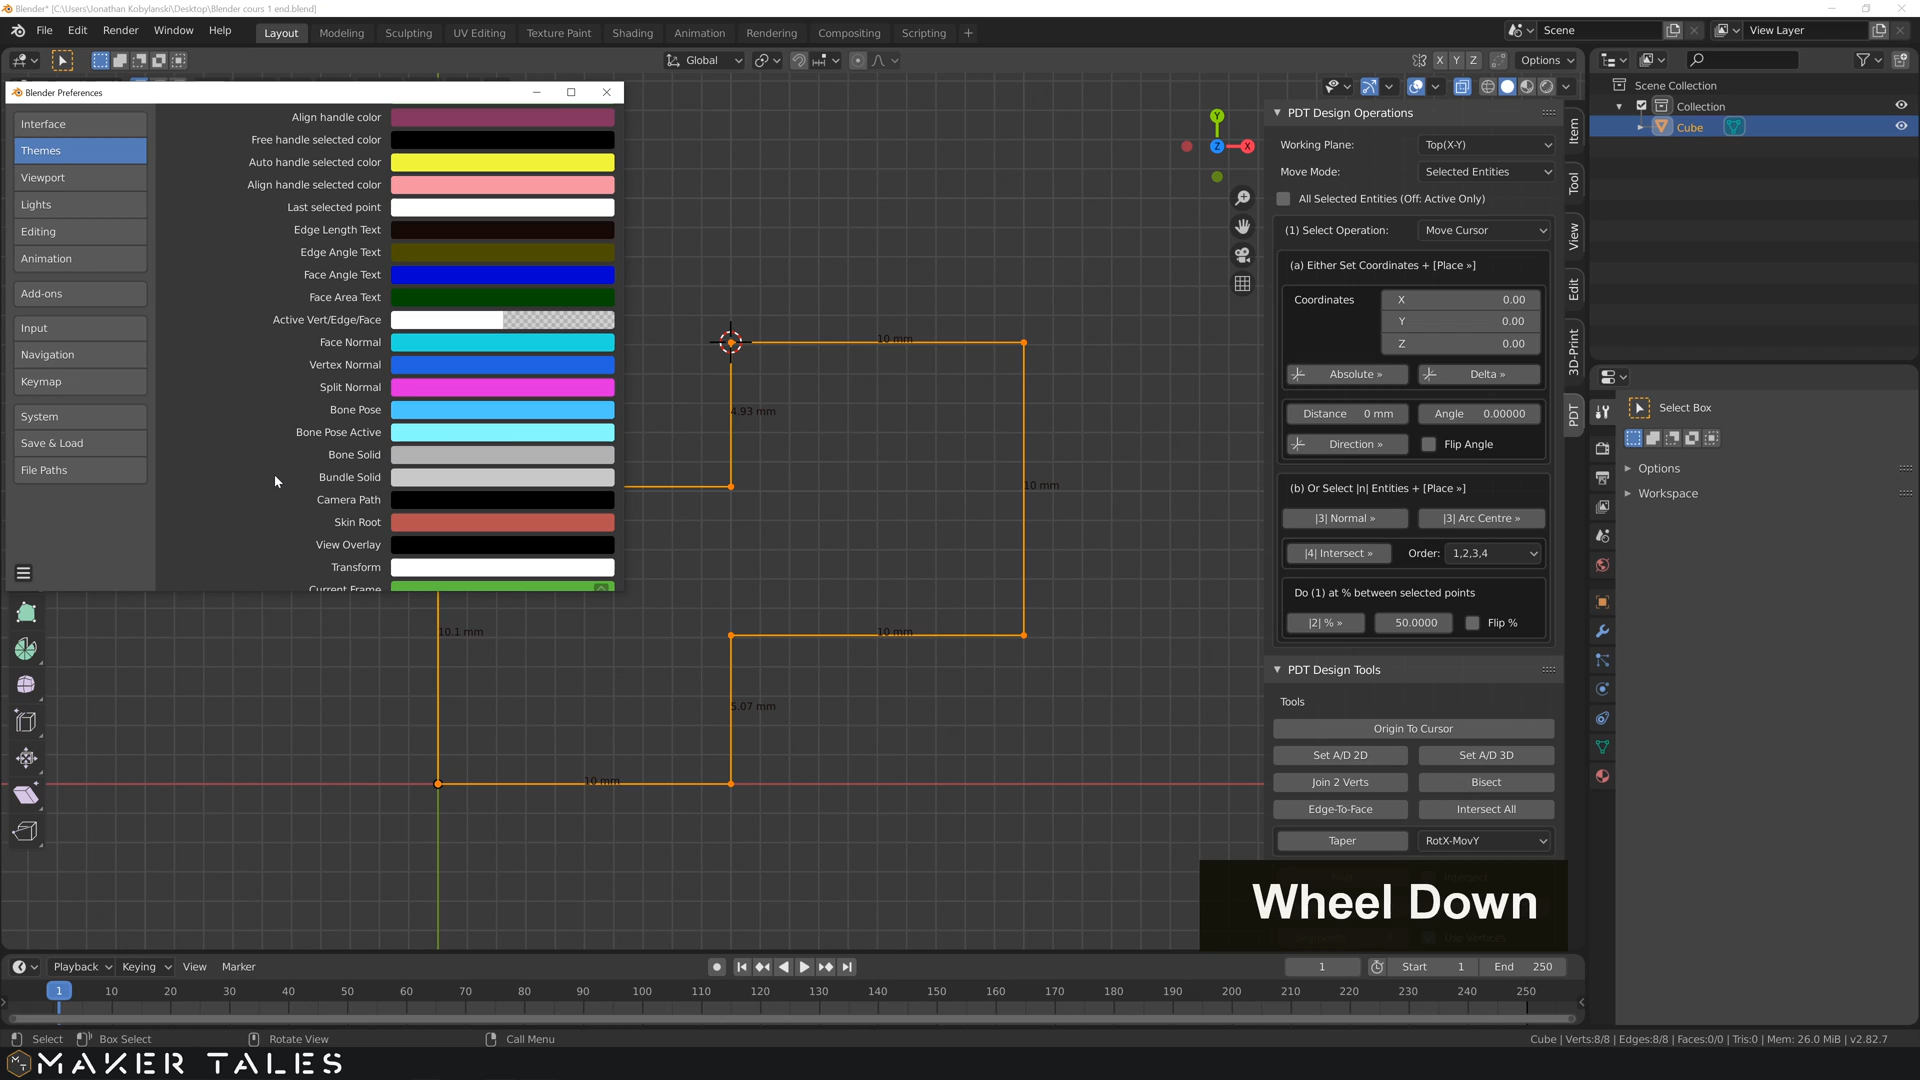 Blender* [C:\Users\Jonathan Kobylanski\Desktop\Blender cours 1 end.blend]
File Edit Render Window Help Layout Modeling Sculpting UV Editing Texture Paint Shading Animation Rendering Compositing Scripting + Scene View Layer
Global X Y Z Options
Blender Preferences
Interface
Themes
Viewport
Lights
Editing
Animation
Add-ons
Input
Navigation
Keymap
System
Save & Load
File Paths
Align handle color
Free handle selected color
Auto handle selected color
Align handle selected color
Last selected point
Edge Length Text
Edge Angle Text
Face Angle Text
Face Area Text
Active Vert/Edge/Face
Face Normal
Vertex Normal
Split Normal
Bone Pose
Bone Pose Active
Bone Solid
Bundle Solid
Camera Path
Skin Root
View Overlay
Transform
Current Frame
Y
Z X
10 mm
4.93 mm
10 mm
10.1 mm
10 mm
5.07 mm
10 mm
PDT Design Operations
Working Plane: Top(X-Y)
Move Mode: Selected Entities
All Selected Entities (Off: Active Only)
(1) Select Operation: Move Cursor
(a) Either Set Coordinates + [Place »]
Coordinates X 0.00
Y 0.00
Z 0.00
Absolute » Delta »
Distance 0 mm Angle 0.00000
Direction » Flip Angle
(b) Or Select |n| Entities + [Place »]
|3| Normal » |3| Arc Centre »
|4| Intersect » Order: 1,2,3,4
Do (1) at % between selected points
|2| % » 50.0000 Flip %
PDT Design Tools
Tools
Origin To Cursor
Set A/D 2D Set A/D 3D
Join 2 Verts Bisect
Edge-To-Face Intersect All
Taper RotX-MovY
Item
Tool
View
Edit
3D-Print
PDT
Scene Collection
Collection
Cube
Select Box
Options
Workspace
Wheel Down
Playback Keying View Marker 1 Start 1 End 250
1 10 20 30 40 50 60 70 80 90 100 110 120 130 140 150 160 170 180 190 200 210 220 230 240 250
Select Box Select Rotate View Call Menu Cube | Verts:8/8 | Edges:8/8 | Faces:0/0 | Tris:0 | Mem: 26.0 MiB | v2.82.7
MAKER TALES